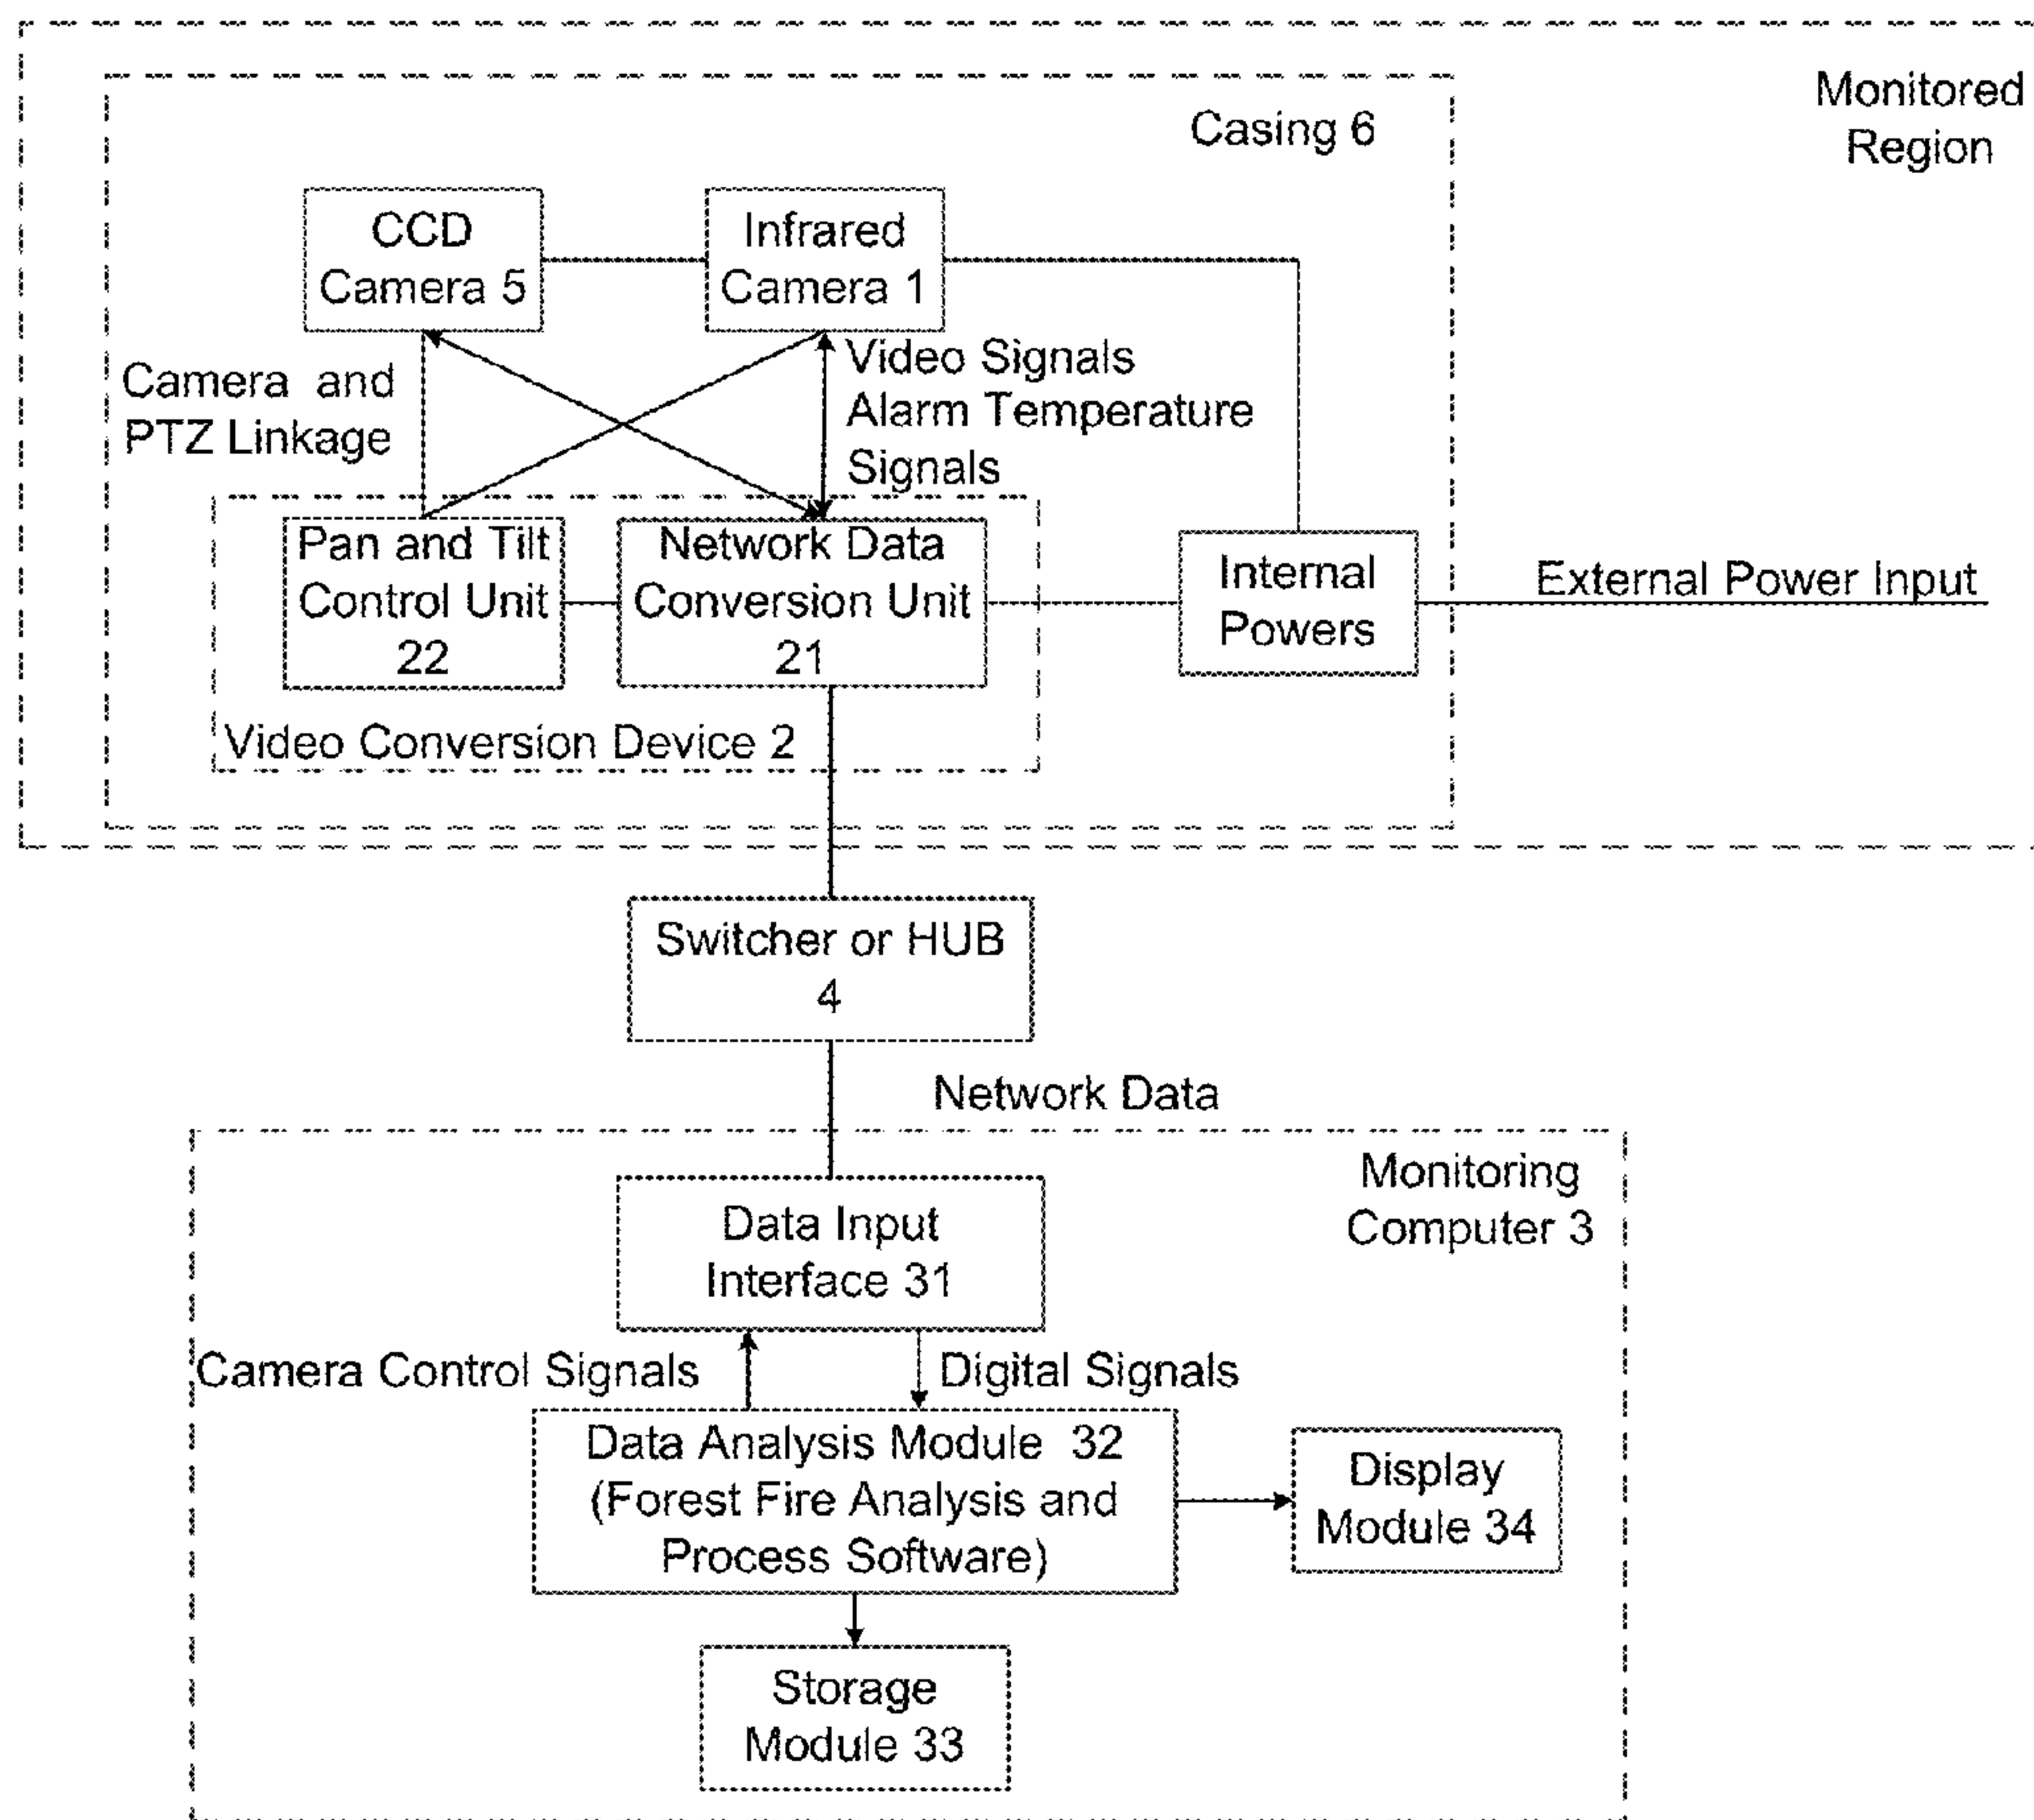 Monitored
Region
Casing 6
CCD
Camera 5
Infrared
Camera 1
Camera and
PTZ Linkage
Video Signals
Alarm Temperature
Signals
Pan and Tilt
Control Unit
22
Network Data
Conversion Unit
21
Internal
Powers
External Power Input
Video Conversion Device 2
Switcher or HUB
4
Network Data
Monitoring
Computer 3
Data Input
Interface 31
Camera Control Signals
Digital Signals
Data Analysis Module 32
(Forest Fire Analysis and
Process Software)
Display
Module 34
Storage
Module 33